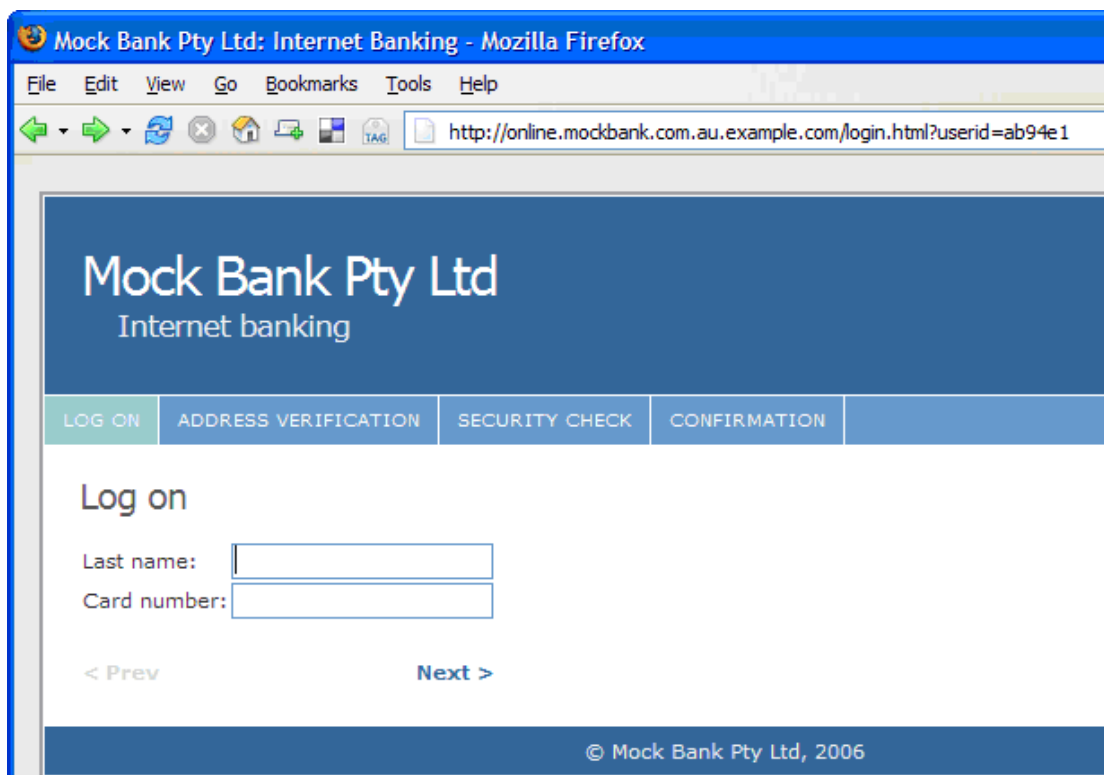 Mock Bank Pty Ltd: Internet Banking - Mozilla Firefox
File Edit View Go Bookmarks Tools Help
TAG http://online.mockbank.com.au.example.com/login.html?userid=ab94e1
Mock Bank Pty Ltd
Internet banking
LOG ON ADDRESS VERIFICATION SECURITY CHECK CONFIRMATION
Log on
Last name:
Card number:
< Prev Next >
© Mock Bank Pty Ltd, 2006